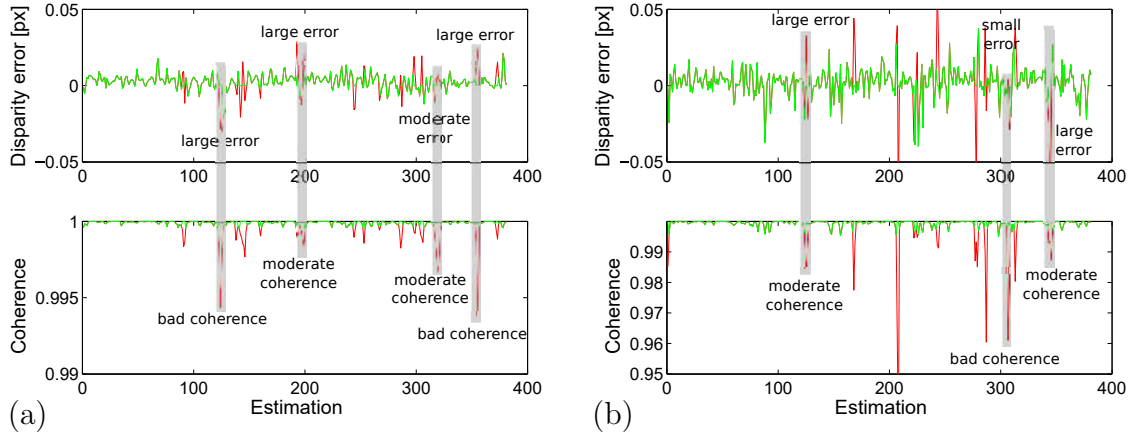 0.05
0
−0.05
Disparity error [px]
large error
large error
large error
moderate
error
0
100
200
300
400
1
0.995
0.99
Coherence
bad coherence
moderate
coherence
moderate
coherence
bad coherence
0
100
200
300
400
Estimation
(a)
0.05
0
−0.05
Disparity error [px]
large error
small
error
large
error
0
100
200
300
400
0.99
0.98
0.97
0.96
0.95
Coherence
moderate
coherence
bad coherence
moderate
coherence
0
100
200
300
400
Estimation
(b)